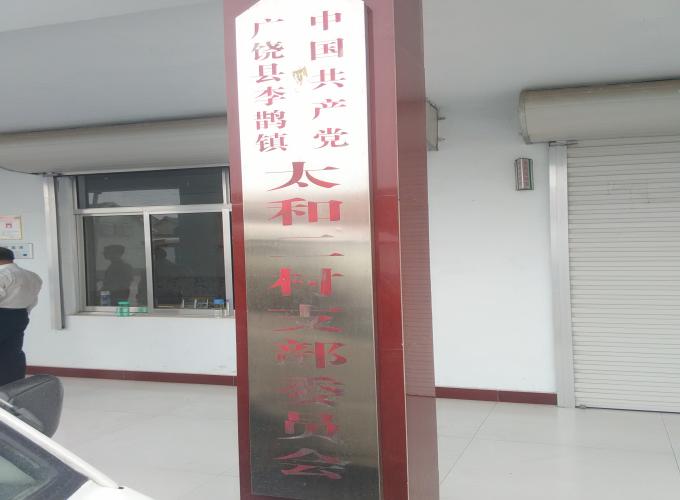 中国共产党
广饶县李鹊镇
太和二村支部委员会